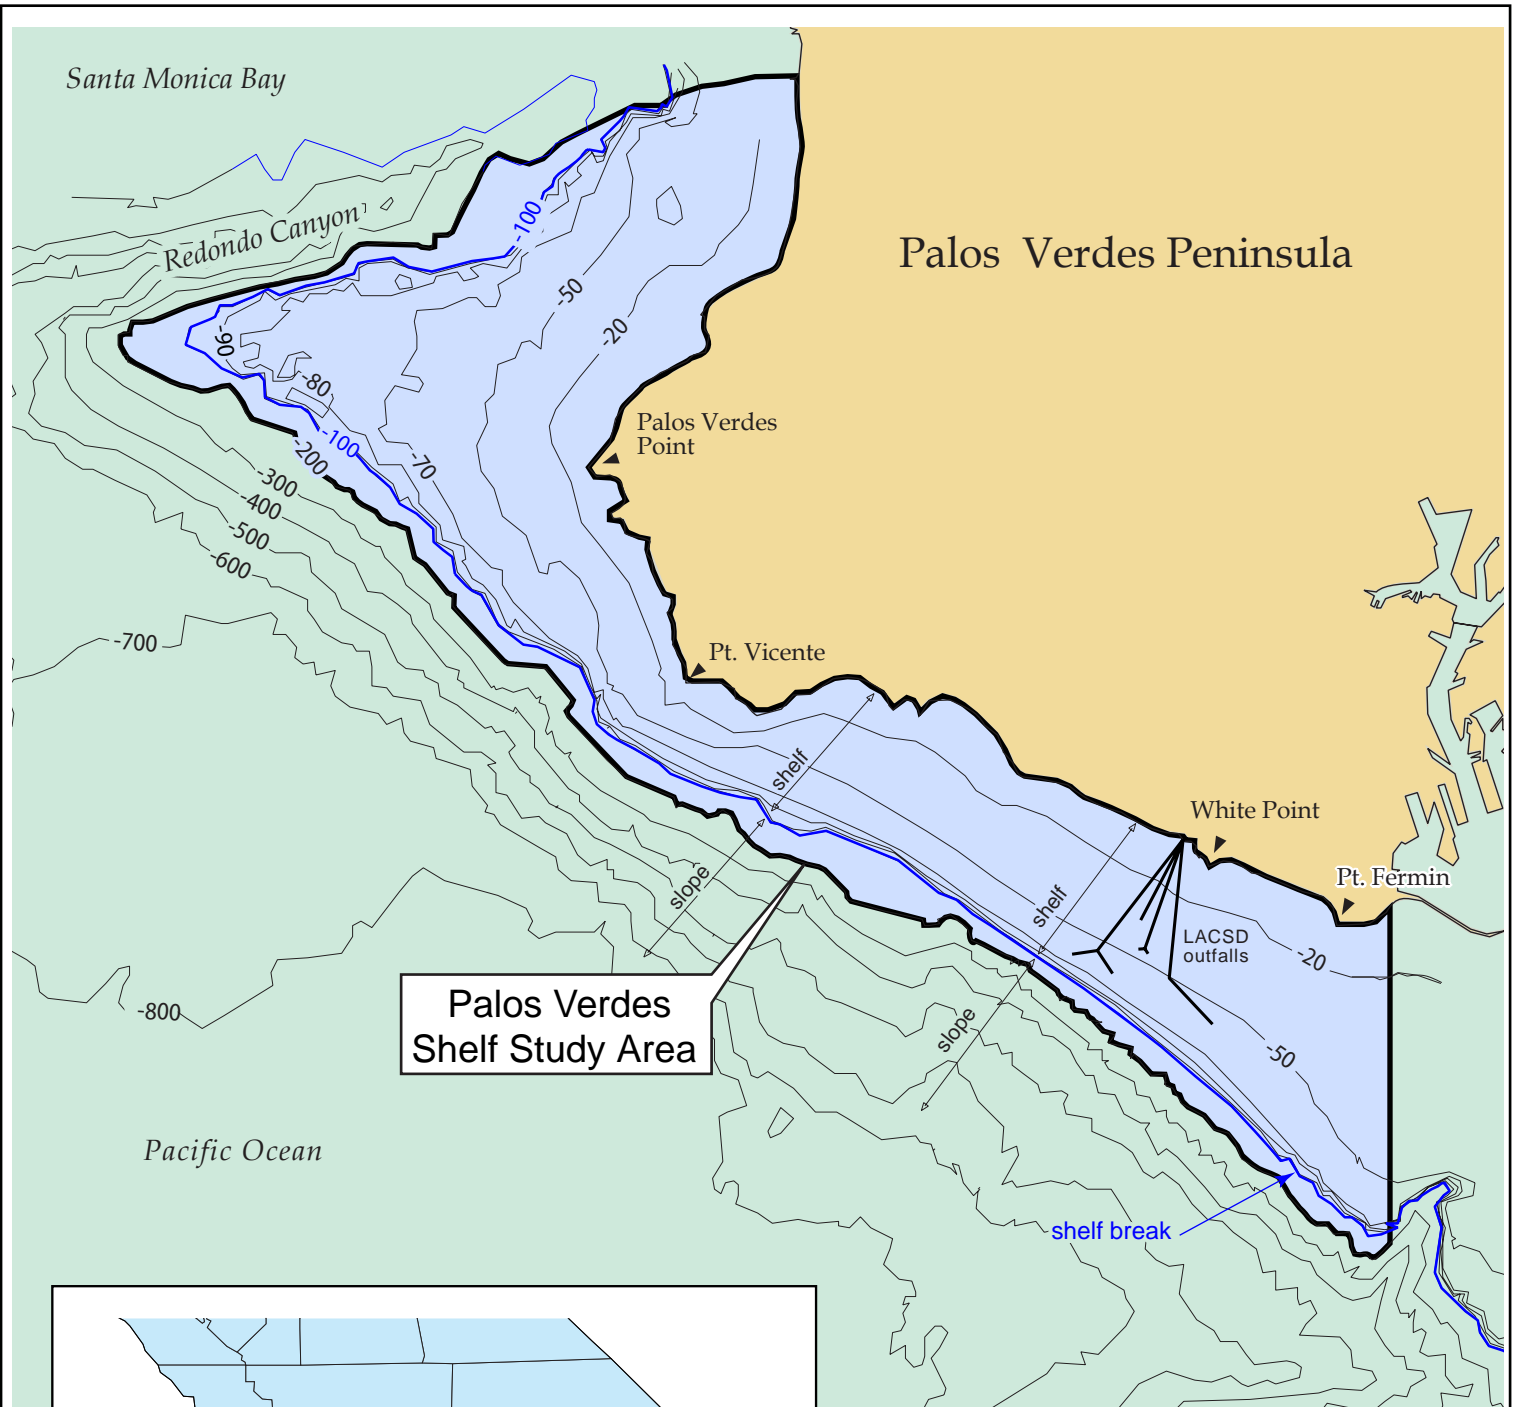 Santa Monica Bay
Redondo Canyon
-100
Palos Verdes Peninsula
-50
-20
-90
-80
Palos Verdes
Point
-100
-200
-70
-300
-400
-500
-600
-700
Pt. Vicente
shelf
White Point
slope
Pt. Fermin
shelf
LACSD
outfalls
-20
Palos Verdes
Shelf Study Area
-800
slope
-50
Pacific Ocean
shelf break